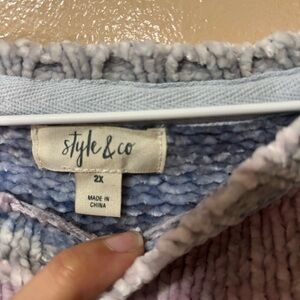 style & co
2X
MADE IN
CHINA